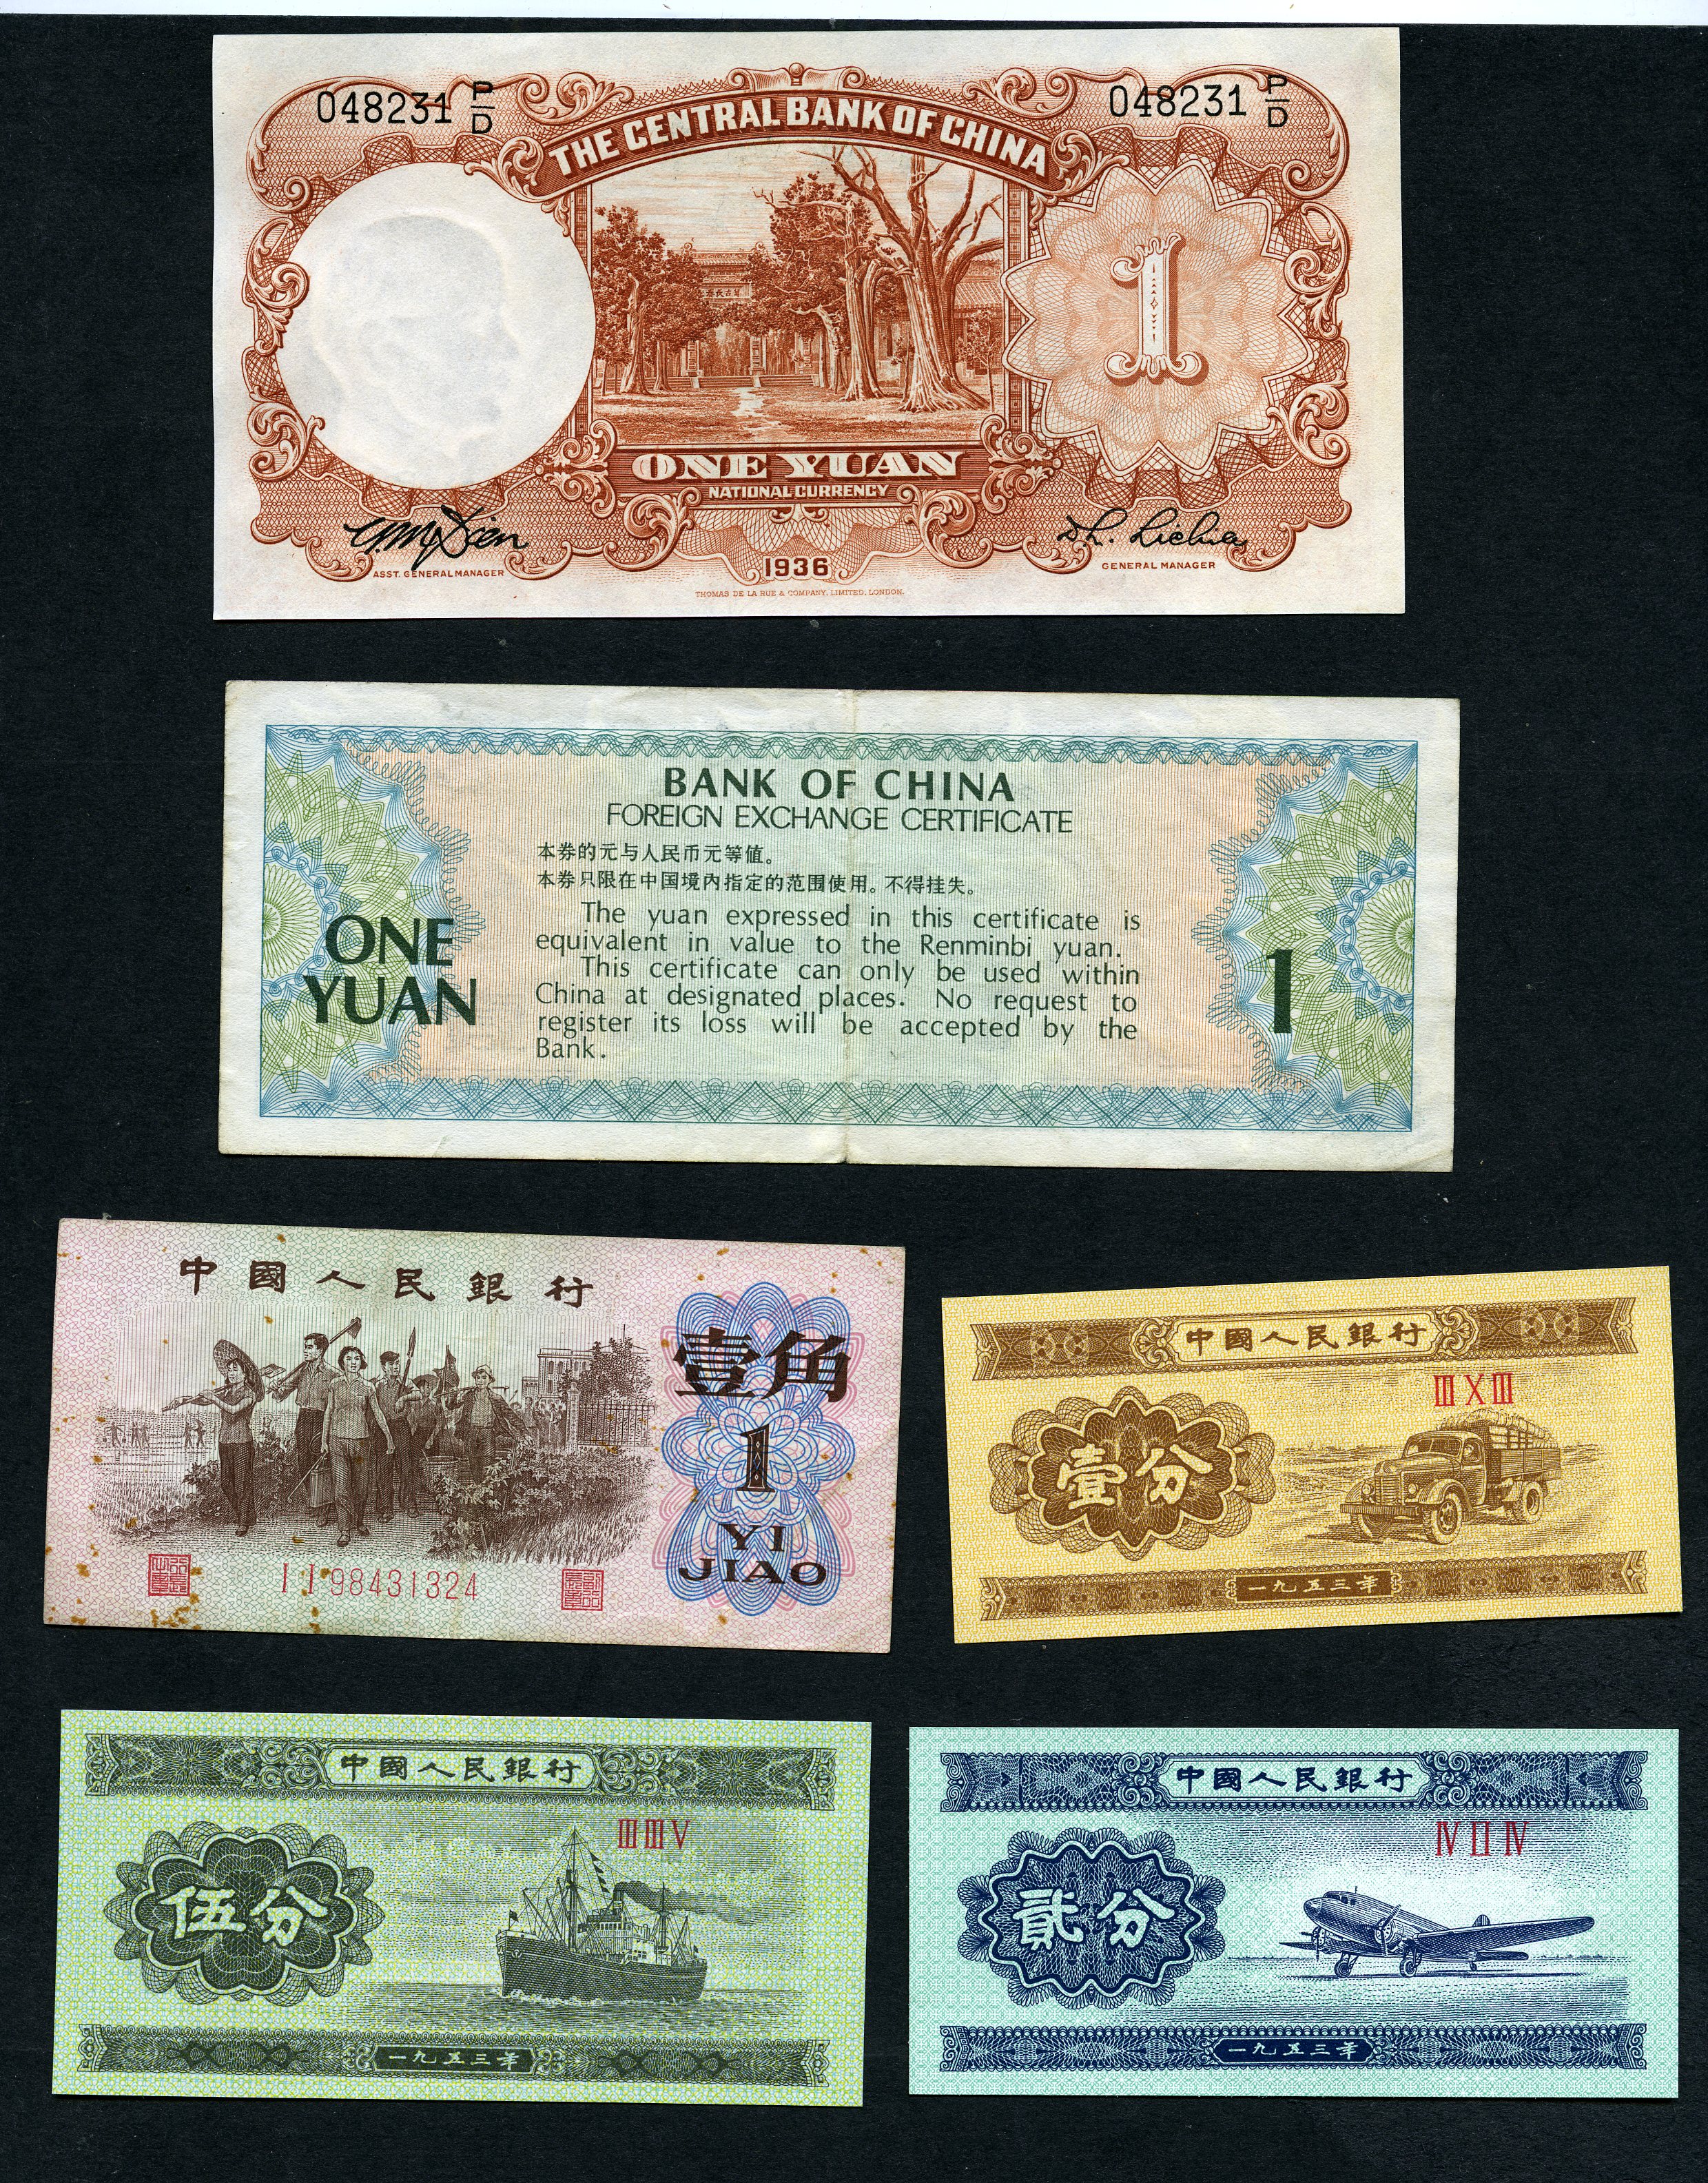 048231 P/D
048231 P/D
THE CENTRAL BANK OF CHINA
1
ONE YUAN
NATIONAL CURRENCY
ASST. GENERAL MANAGER
1936
GENERAL MANAGER
THOMAS DE LA RUE & COMPANY, LIMITED, LONDON.
BANK OF CHINA
FOREIGN EXCHANGE CERTIFICATE
本券的元与人民币元等值。
本券只限在中国境内指定的范围使用。不得挂失。
The yuan expressed in this certificate is
equivalent in value to the Renminbi yuan.
This certificate can only be used within
China at designated places. No request to
register its loss will be accepted by the
Bank.
ONE
YUAN
1
中國人民銀行
壹角
1
YI
JIAO
I I 98431324
中國人民銀行
III X III
壹分
一九五三年
中國人民銀行
III III V
伍分
一九五三年
中國人民銀行
IV II IV
貳分
一九五三年